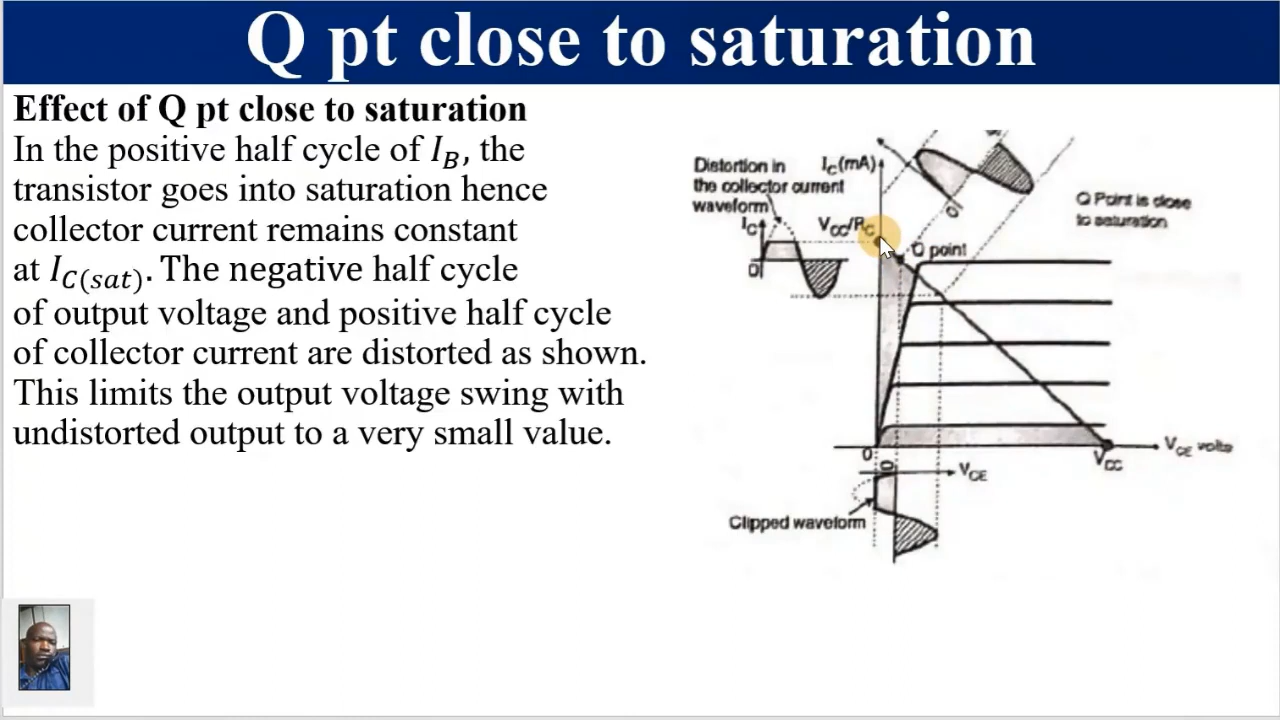 Q pt close to saturation
Effect of Q pt close to saturation
In the positive half cycle of I_B, the
transistor goes into saturation hence
collector current remains constant
at I_C(sat). The negative half cycle
of output voltage and positive half cycle
of collector current are distorted as shown.
This limits the output voltage swing with
undistorted output to a very small value.
Distortion in
the collector current
waveform
I_C(mA)
I_C
V_CC/R_C
0
0
Q Point is close
to saturation
Q point
0
0
V_CC
V_CE volts
V_CE
Clipped waveform